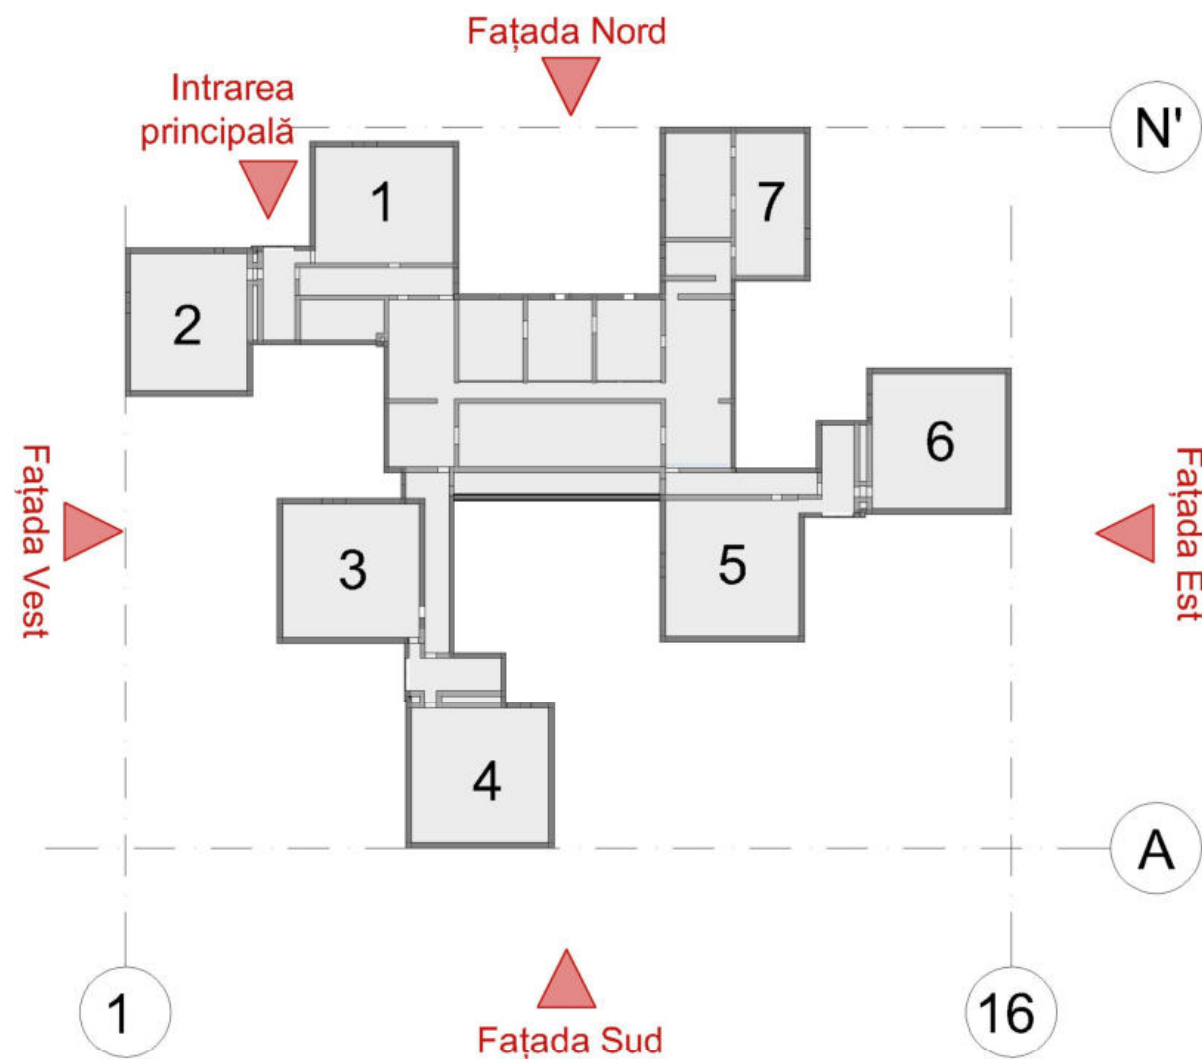 Fațada Nord
Intrarea
principală
N'
1
7
2
6
Fațada Vest
Fațada Est
3
5
4
A
1
16
Fațada Sud